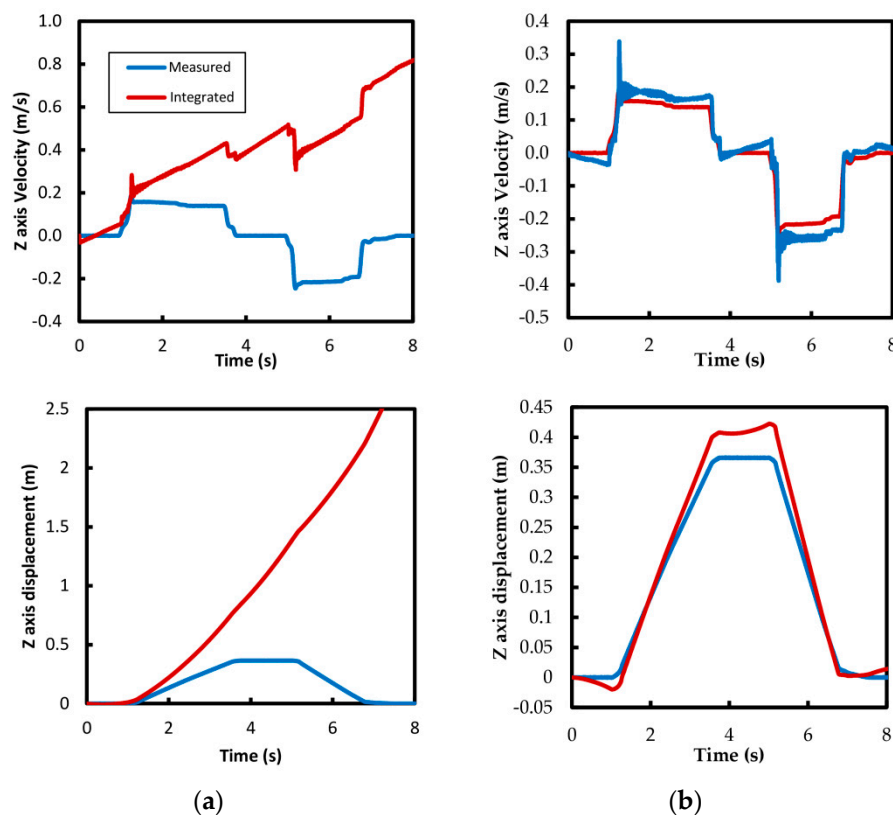 1.0
0.8
0.6
0.4
0.2
0.0
-0.2
-0.4
Z axis Velocity (m/s)
Measured
Integrated
0 2 4 6 8
Time (s)
0.4
0.3
0.2
0.1
0.0
-0.1
-0.2
-0.3
-0.4
-0.5
Z axis Velocity (m/s)
0 2 4 6 8
Time (s)
2.5
2
1.5
1
0.5
0
Z axis displacement (m)
0 2 4 6 8
Time (s)
0.45
0.4
0.35
0.3
0.25
0.2
0.15
0.1
0.05
0
-0.05
Z axis displacement (m)
0 2 4 6 8
Time (s)
(a)
(b)